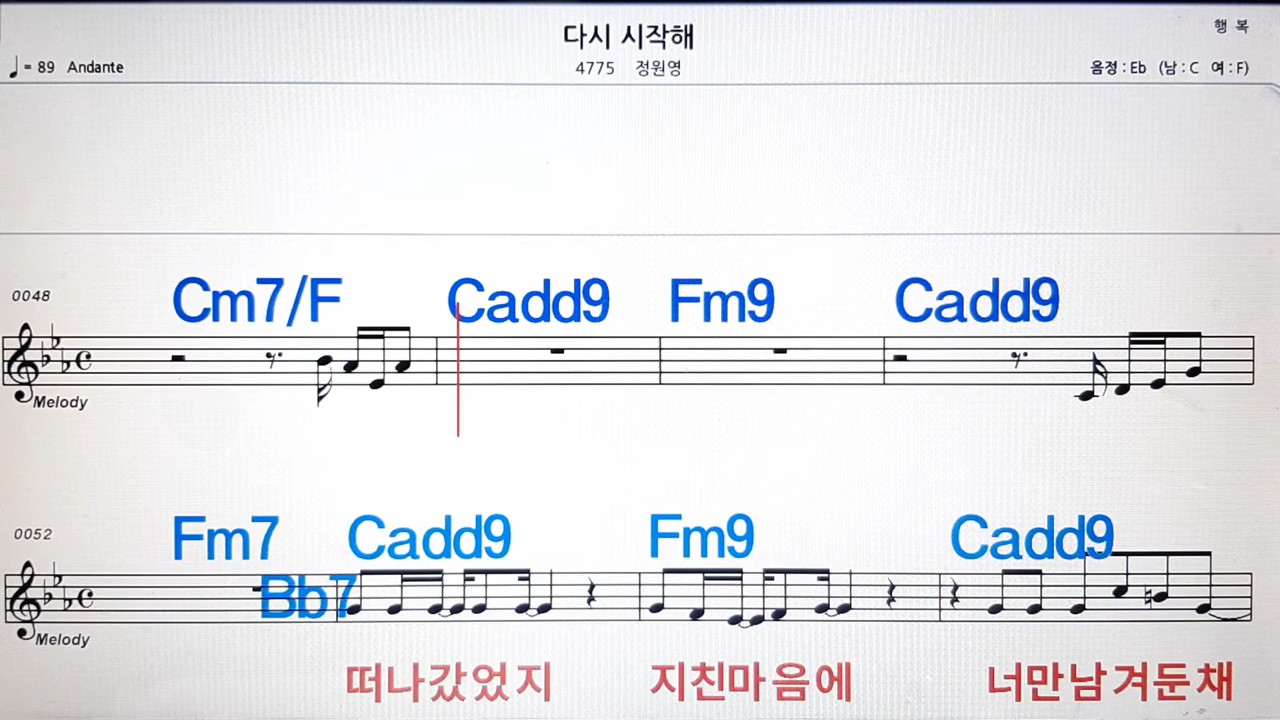 다시 시작해
행 복
♩= 89 Andante
4775 정원영
음정 : Eb (남 : C 여 : F)
0048
Cm7/F Cadd9 Fm9 Cadd9
Melody
0052
Fm7 Bb7 Cadd9 Fm9 Cadd9
Melody
떠나갔었지 지친마음에 너만남겨둔채